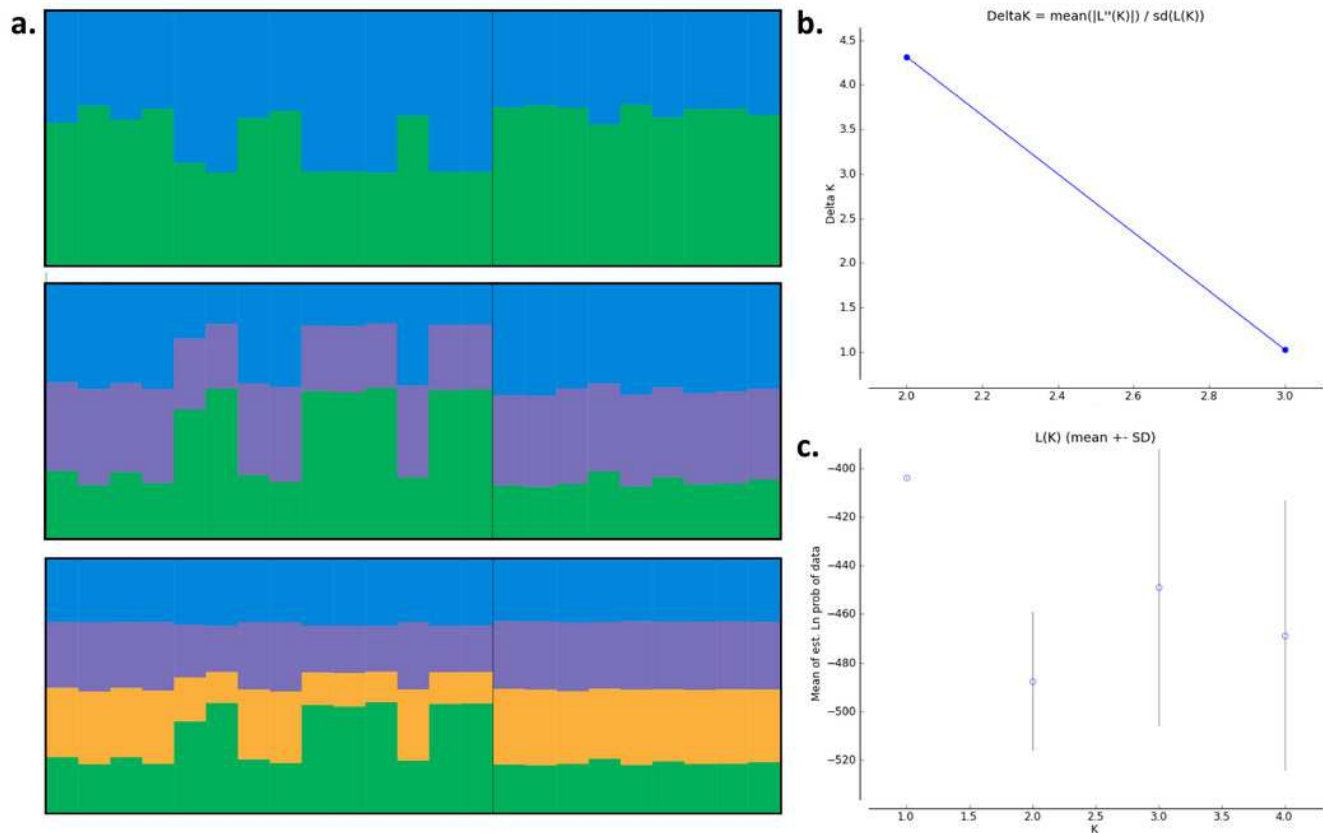 a.
b.
DeltaK = mean(|L''(K)|) / sd(L(K))
4.5
4.0
3.5
3.0
2.5
2.0
1.5
1.0
Delta K
2.0 2.2 2.4 2.6 2.8 3.0
c.
L(K) (mean +- SD)
−400
−420
−440
−460
−480
−500
−520
Mean of est. Ln prob of data
1.0 1.5 2.0 2.5 3.0 3.5 4.0
K